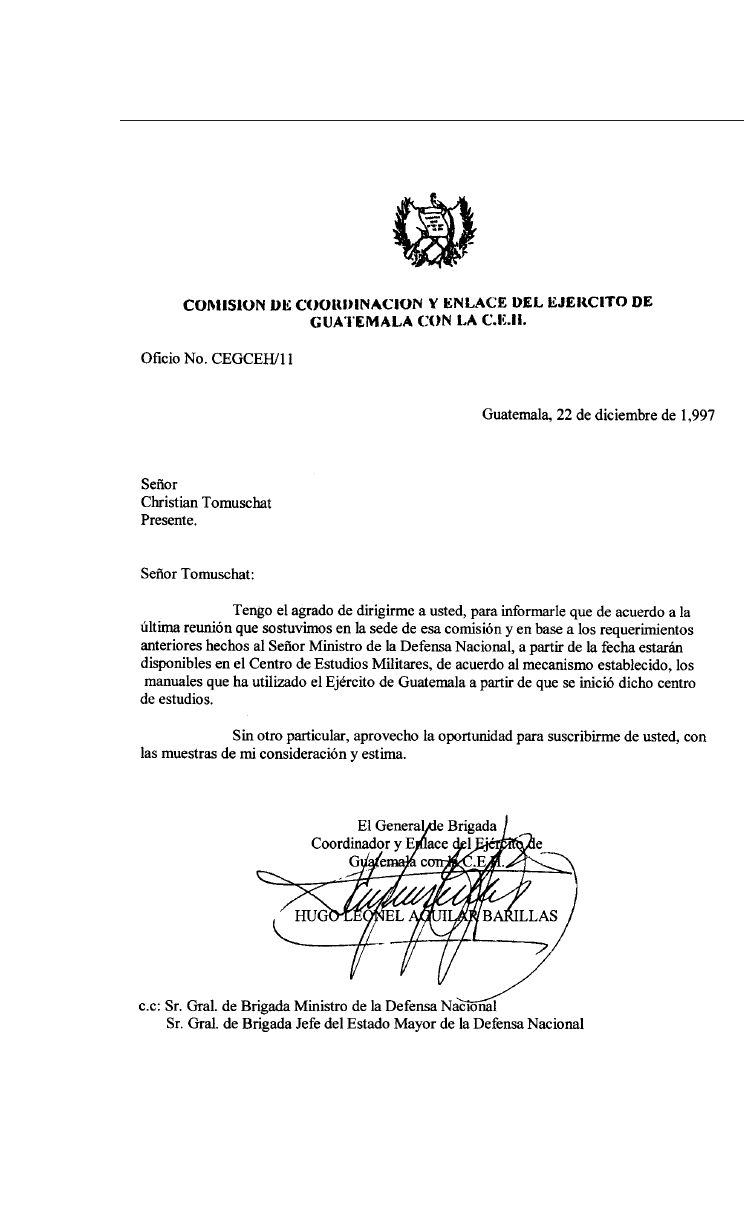 COMISION DE COORDINACION Y ENLACE DEL EJERCITO DE
GUATEMALA CON LA C.E.H.
Oficio No. CEGCEH/11
Guatemala, 22 de diciembre de 1,997
Señor
Christian Tomuschat
Presente.
Señor Tomuschat:
Tengo el agrado de dirigirme a usted, para informarle que de acuerdo a la
última reunión que sostuvimos en la sede de esa comisión y en base a los requerimientos
anteriores hechos al Señor Ministro de la Defensa Nacional, a partir de la fecha estarán
disponibles en el Centro de Estudios Militares, de acuerdo al mecanismo establecido, los
manuales que ha utilizado el Ejército de Guatemala a partir de que se inició dicho centro
de estudios.
Sin otro particular, aprovecho la oportunidad para suscribirme de usted, con
las muestras de mi consideración y estima.
El General de Brigada
Coordinador y Enlace del Ejército de
Guatemala con la C.E.H.
HUGO LEONEL AGUILAR BARILLAS
c.c: Sr. Gral. de Brigada Ministro de la Defensa Nacional
Sr. Gral. de Brigada Jefe del Estado Mayor de la Defensa Nacional